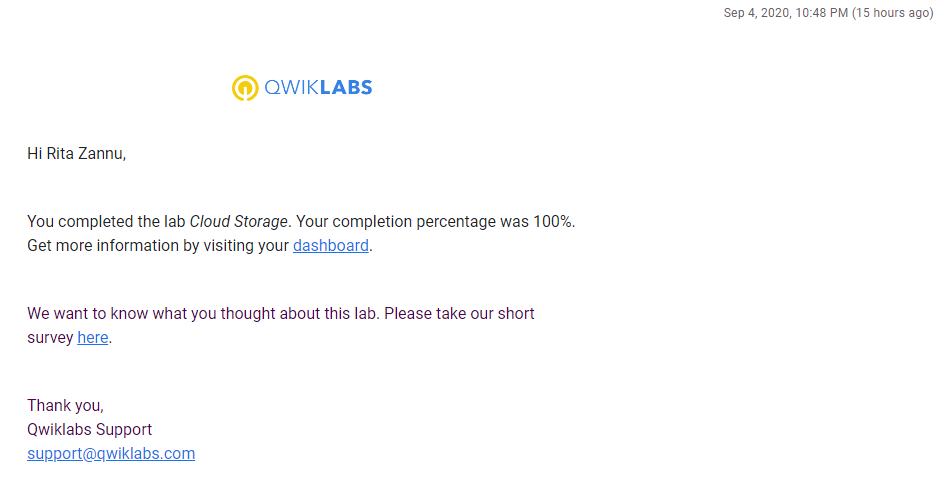 Sep 4, 2020, 10:48 PM (15 hours ago)
QWIKLABS
Hi Rita Zannu,
You completed the lab Cloud Storage. Your completion percentage was 100%.
Get more information by visiting your dashboard.
We want to know what you thought about this lab. Please take our short
survey here.
Thank you,
Qwiklabs Support
support@qwiklabs.com